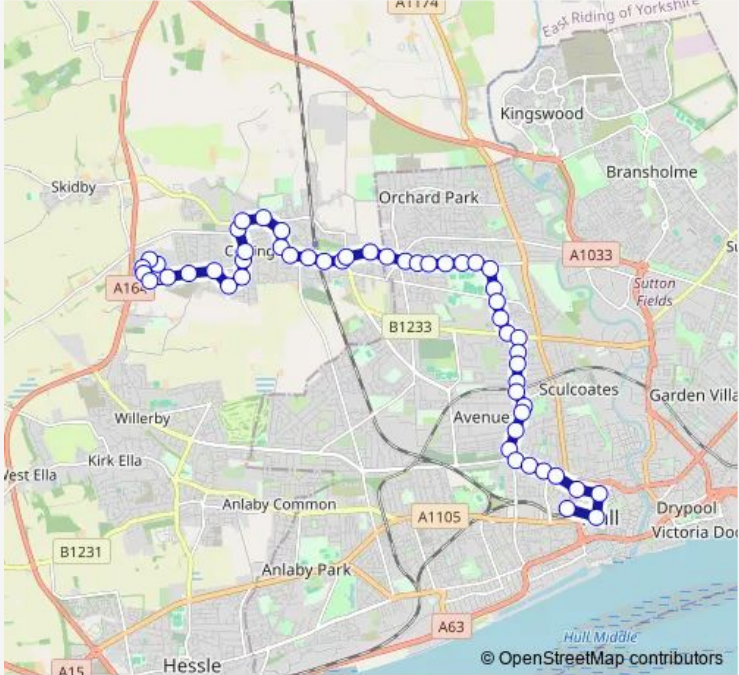 A1174
East Riding of Yorkshire
Kingswood
Bransholme
Skidby
Orchard Park
A1033
Sutton
Fields
B1233
Sculcoates
Garden Villa
Willerby
Avenue
Kirk Ella
West Ella
Anlaby Common
A1105
Drypool
Victoria Doc
B1231
Anlaby Park
A63
Hull Middle
A15
Hessle
© OpenStreetMap contributors